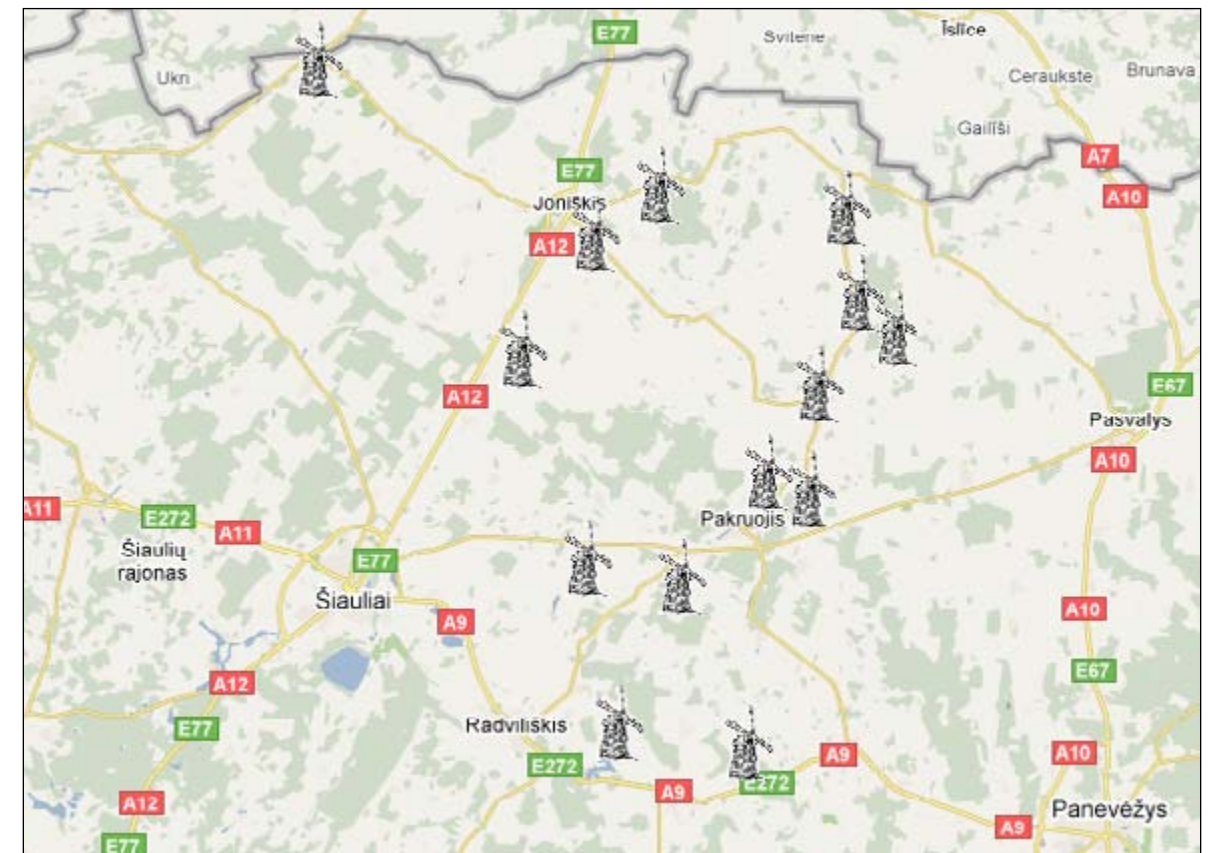 E77
Svitene
Īslīce
Ukn
Ceraukste
Brunava
Gailīši
A7
E77
A10
Joniškis
A12
E67
A12
Pasvalys
A10
A11
E272
A11
Pakruojis
Šiaulių
rajonas
E77
Šiauliai
A9
A10
E67
A12
Radviliškis
E77
E272
A9
A10
E272
A9
A12
Panevėžys
A9
E77